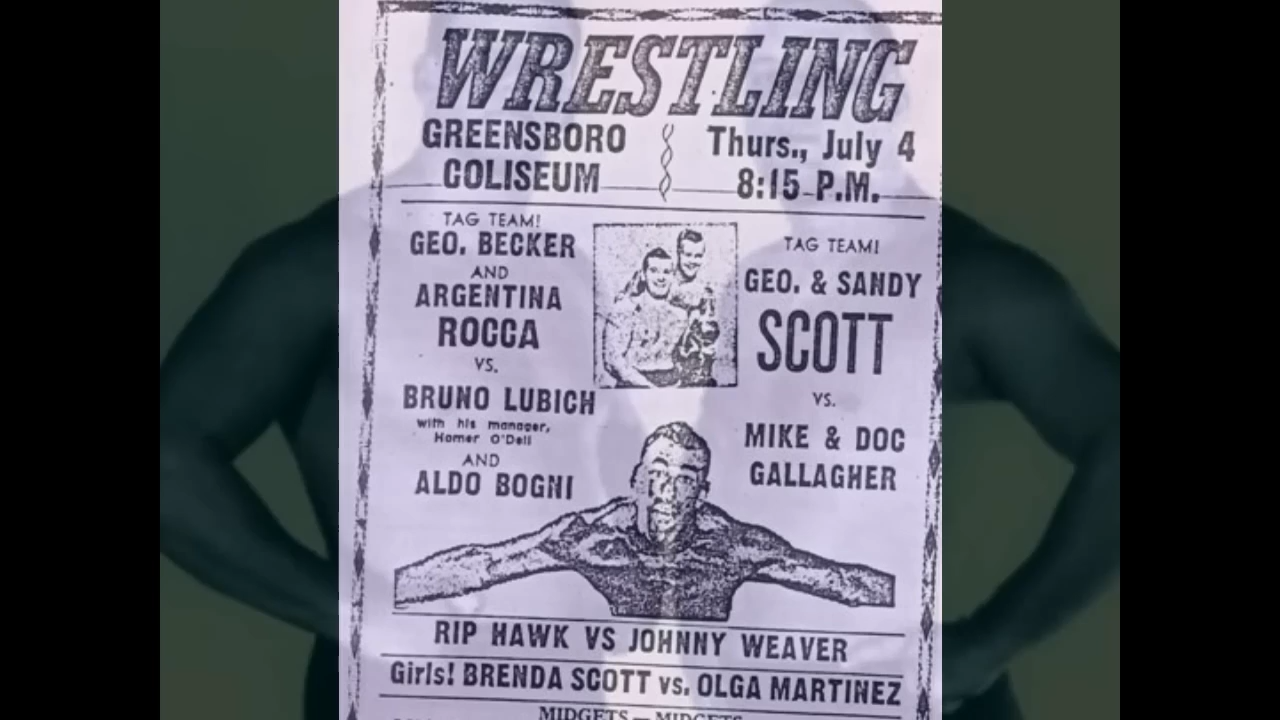 WRESTLING
GREENSBORO
COLISEUM
Thurs., July 4
8:15 P.M.
TAG TEAM!
GEO. BECKER
AND
ARGENTINA
ROCCA
VS.
BRUNO LUBICH
with his manager,
Homer O'Dell
AND
ALDO BOGNI
TAG TEAM!
GEO. & SANDY
SCOTT
VS.
MIKE & DOC
GALLAGHER
RIP HAWK VS JOHNNY WEAVER
Girls! BRENDA SCOTT vs. OLGA MARTINEZ
MIDGETS — MIDGETS